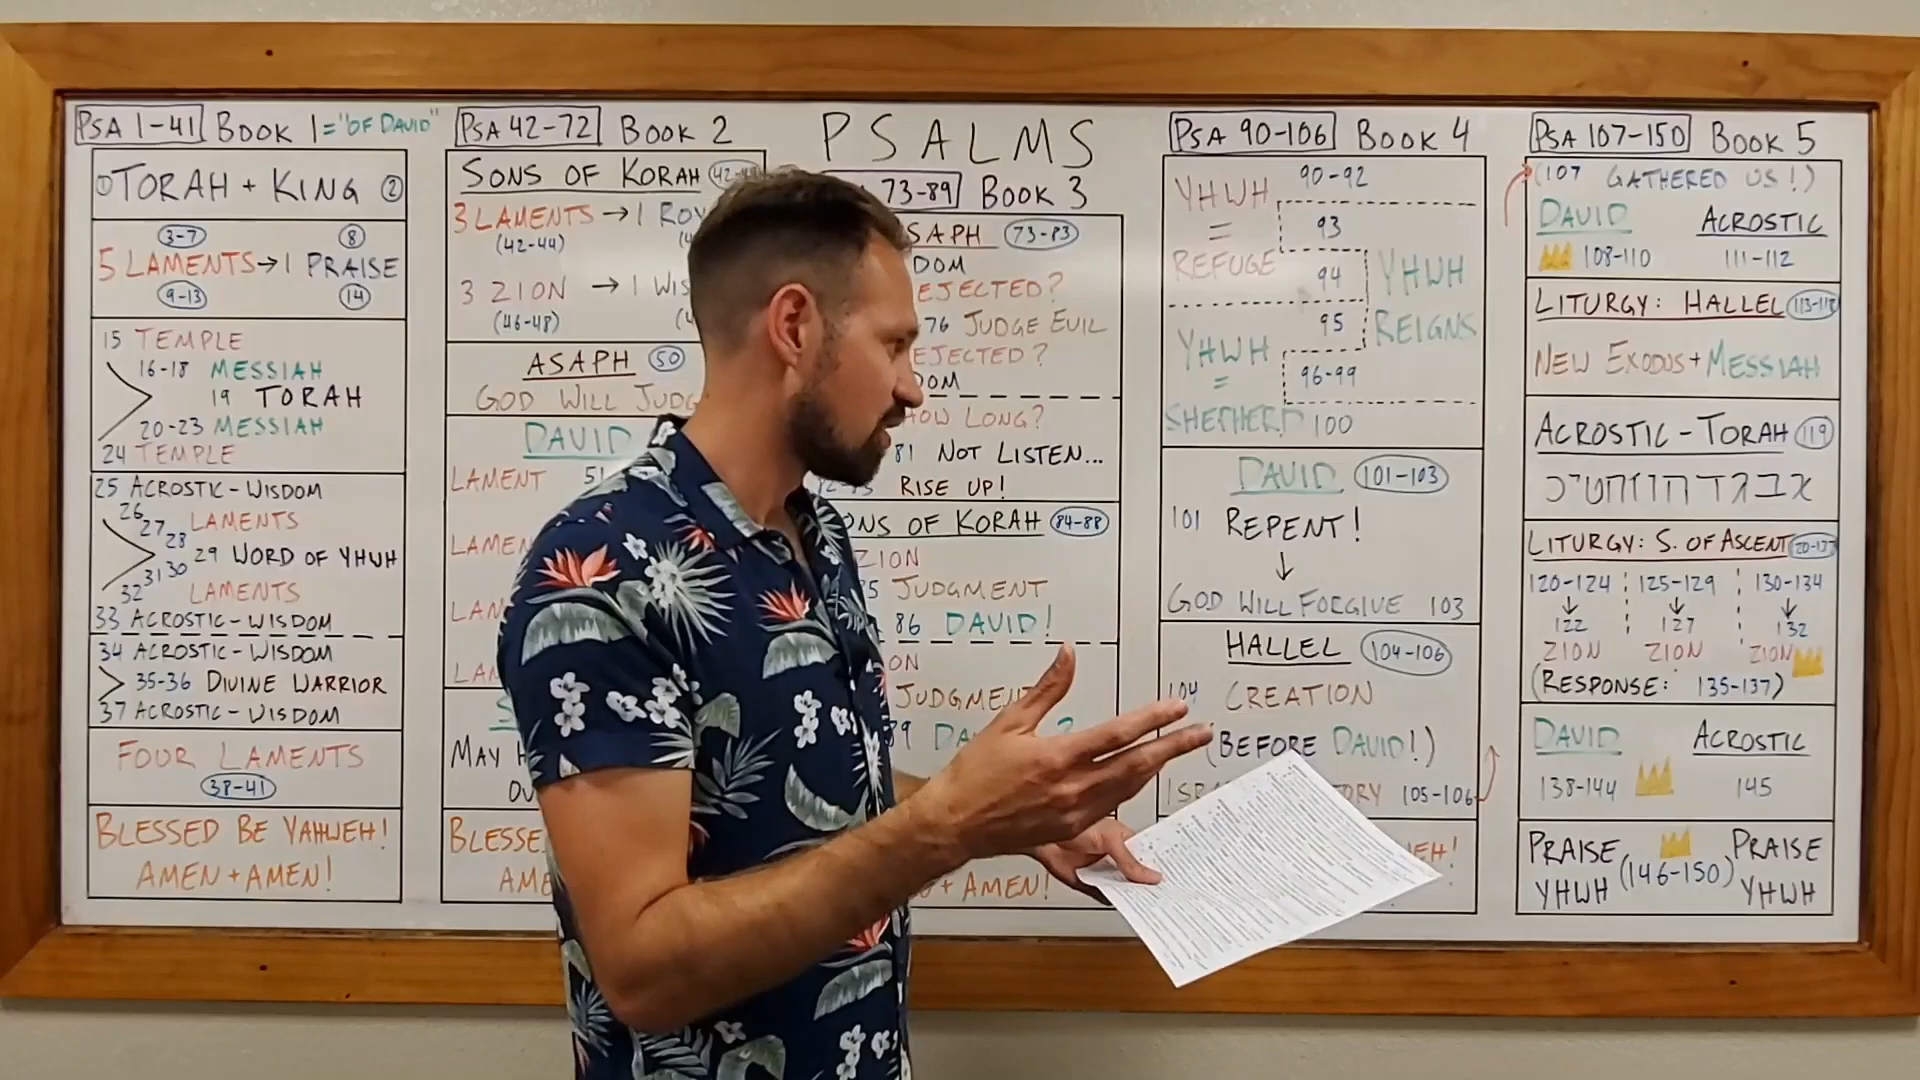 PSALMS
PSA 1-41 BOOK 1 = "OF DAVID"
① TORAH + KING ②
3-7 8
5 LAMENTS → 1 PRAISE
9-13 14
15 TEMPLE
16-18 MESSIAH
19 TORAH
20-23 MESSIAH
24 TEMPLE
25 ACROSTIC - WISDOM
26
27 LAMENTS
28
29 WORD OF YHWH
30
31
32 LAMENTS
33 ACROSTIC - WISDOM
34 ACROSTIC - WISDOM
35-36 DIVINE WARRIOR
37 ACROSTIC - WISDOM
FOUR LAMENTS
38-41
BLESSED BE YAHWEH!
AMEN + AMEN!
PSA 42-72 BOOK 2
SONS OF KORAH
3 LAMENTS → 1
(42-44)
3 ZION → 1
(46-48)
ASAPH 50
GOD WILL
DAVID
LAMENT
MAY
73-89 BOOK 3
73-83
76 JUDGE EVIL
HOW LONG?
81 NOT LISTEN...
RISE UP!
OF KORAH 84-88
ZION
JUDGMENT
86 DAVID!
JUDGMENT
+ AMEN!
PSA 90-106 BOOK 4
YHWH 90-92
= 93
REFUGE 94 YHWH
95 REIGNS
YHWH
= 96-99
SHEPHERD 100
DAVID 101-103
101 REPENT!
↓
GOD WILL FORGIVE 103
HALLEL 104-106
104 CREATION
(BEFORE DAVID!)
105-106
PSA 107-150 BOOK 5
(107 GATHERED US!)
DAVID ACROSTIC
108-110 111-112
LITURGY: HALLEL 113-118
NEW EXODUS + MESSIAH
ACROSTIC - TORAH 119
LITURGY: S. OF ASCENT
120-124 125-129 130-134
↓ ↓ ↓
122 127 132
ZION ZION ZION
(RESPONSE: 135-137)
DAVID ACROSTIC
138-144 145
PRAISE YHWH (146-150) PRAISE YHWH